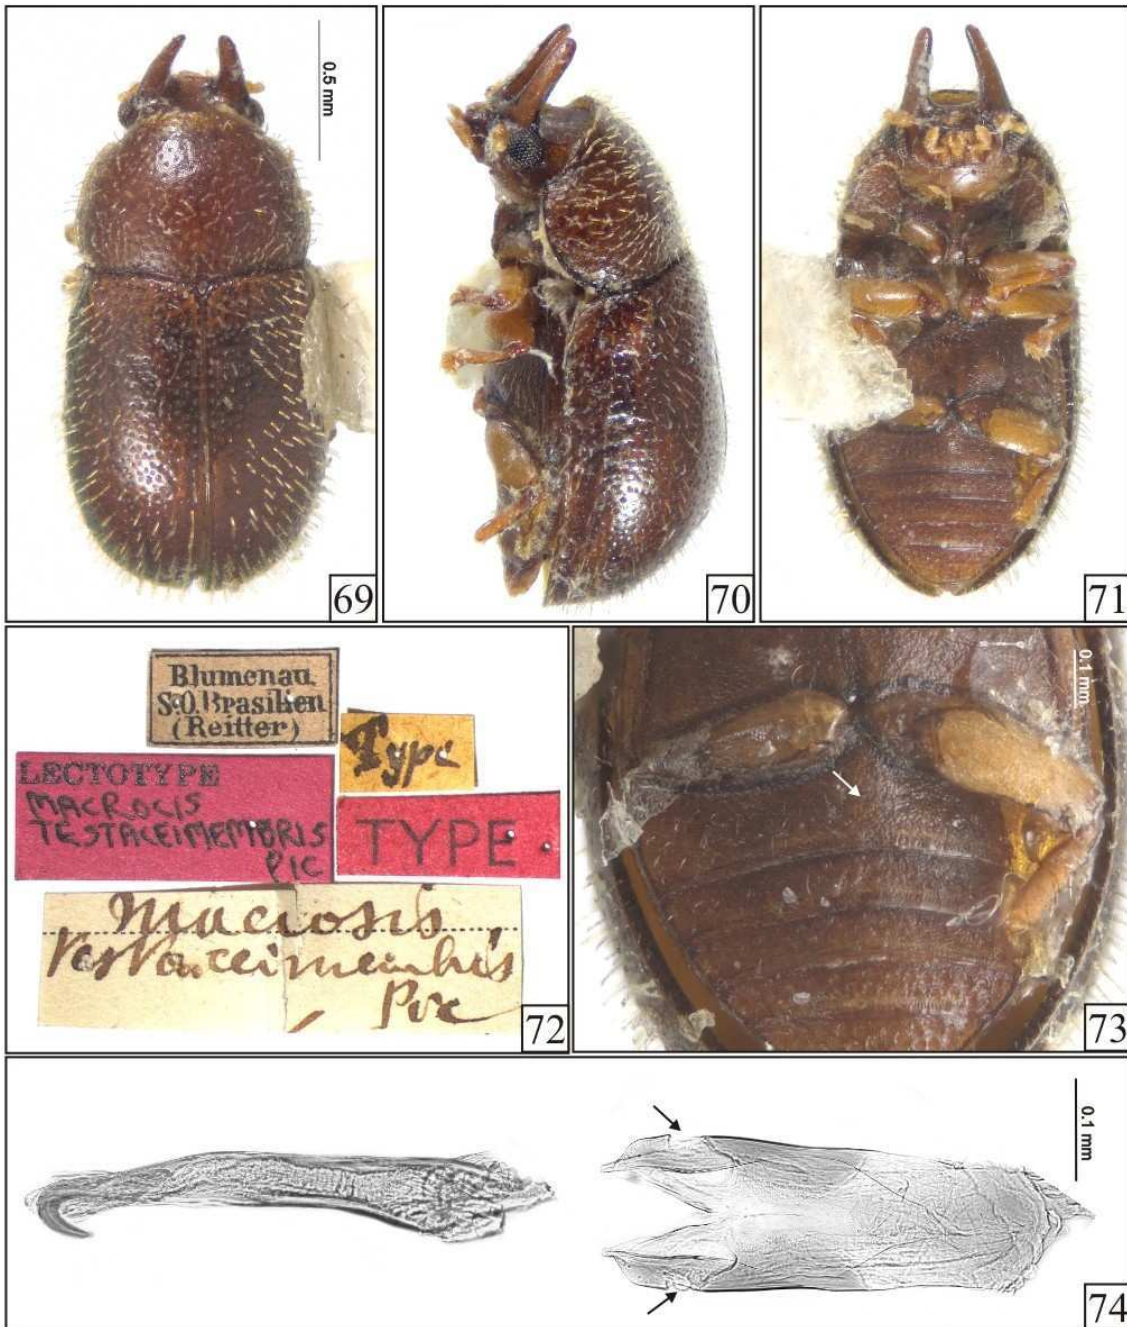 0.5 mm
69
70
71
Blumenau
S.O.Brasilien
(Reitter)
Type
LECTOTYPE
MACROCIS
TESTACEIMEMBRIS
PIC
TYPE
Macrosis
testaceimembris
Pic
72
0.1 mm
73
0.1 mm
74